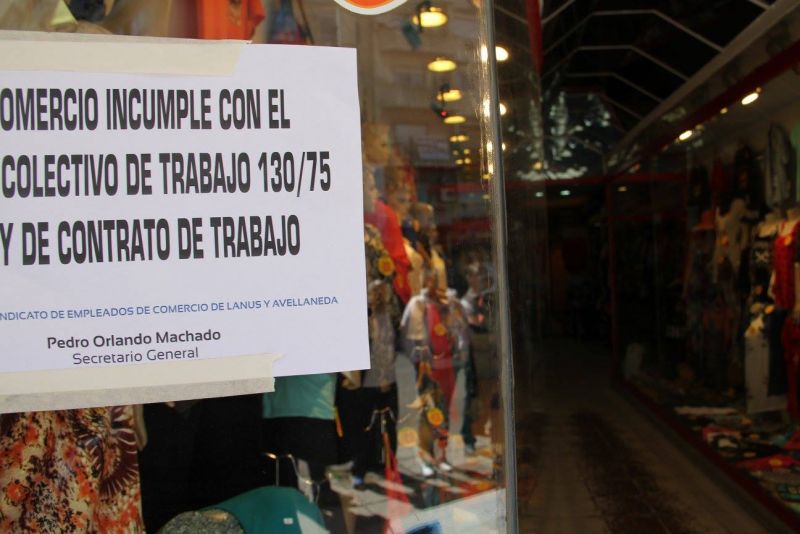 OMERCIO INCUMPLE CON EL
COLECTIVO DE TRABAJO 130/75
Y DE CONTRATO DE TRABAJO
NDICATO DE EMPLEADOS DE COMERCIO DE LANUS Y AVELLANEDA
Pedro Orlando Machado
Secretario General